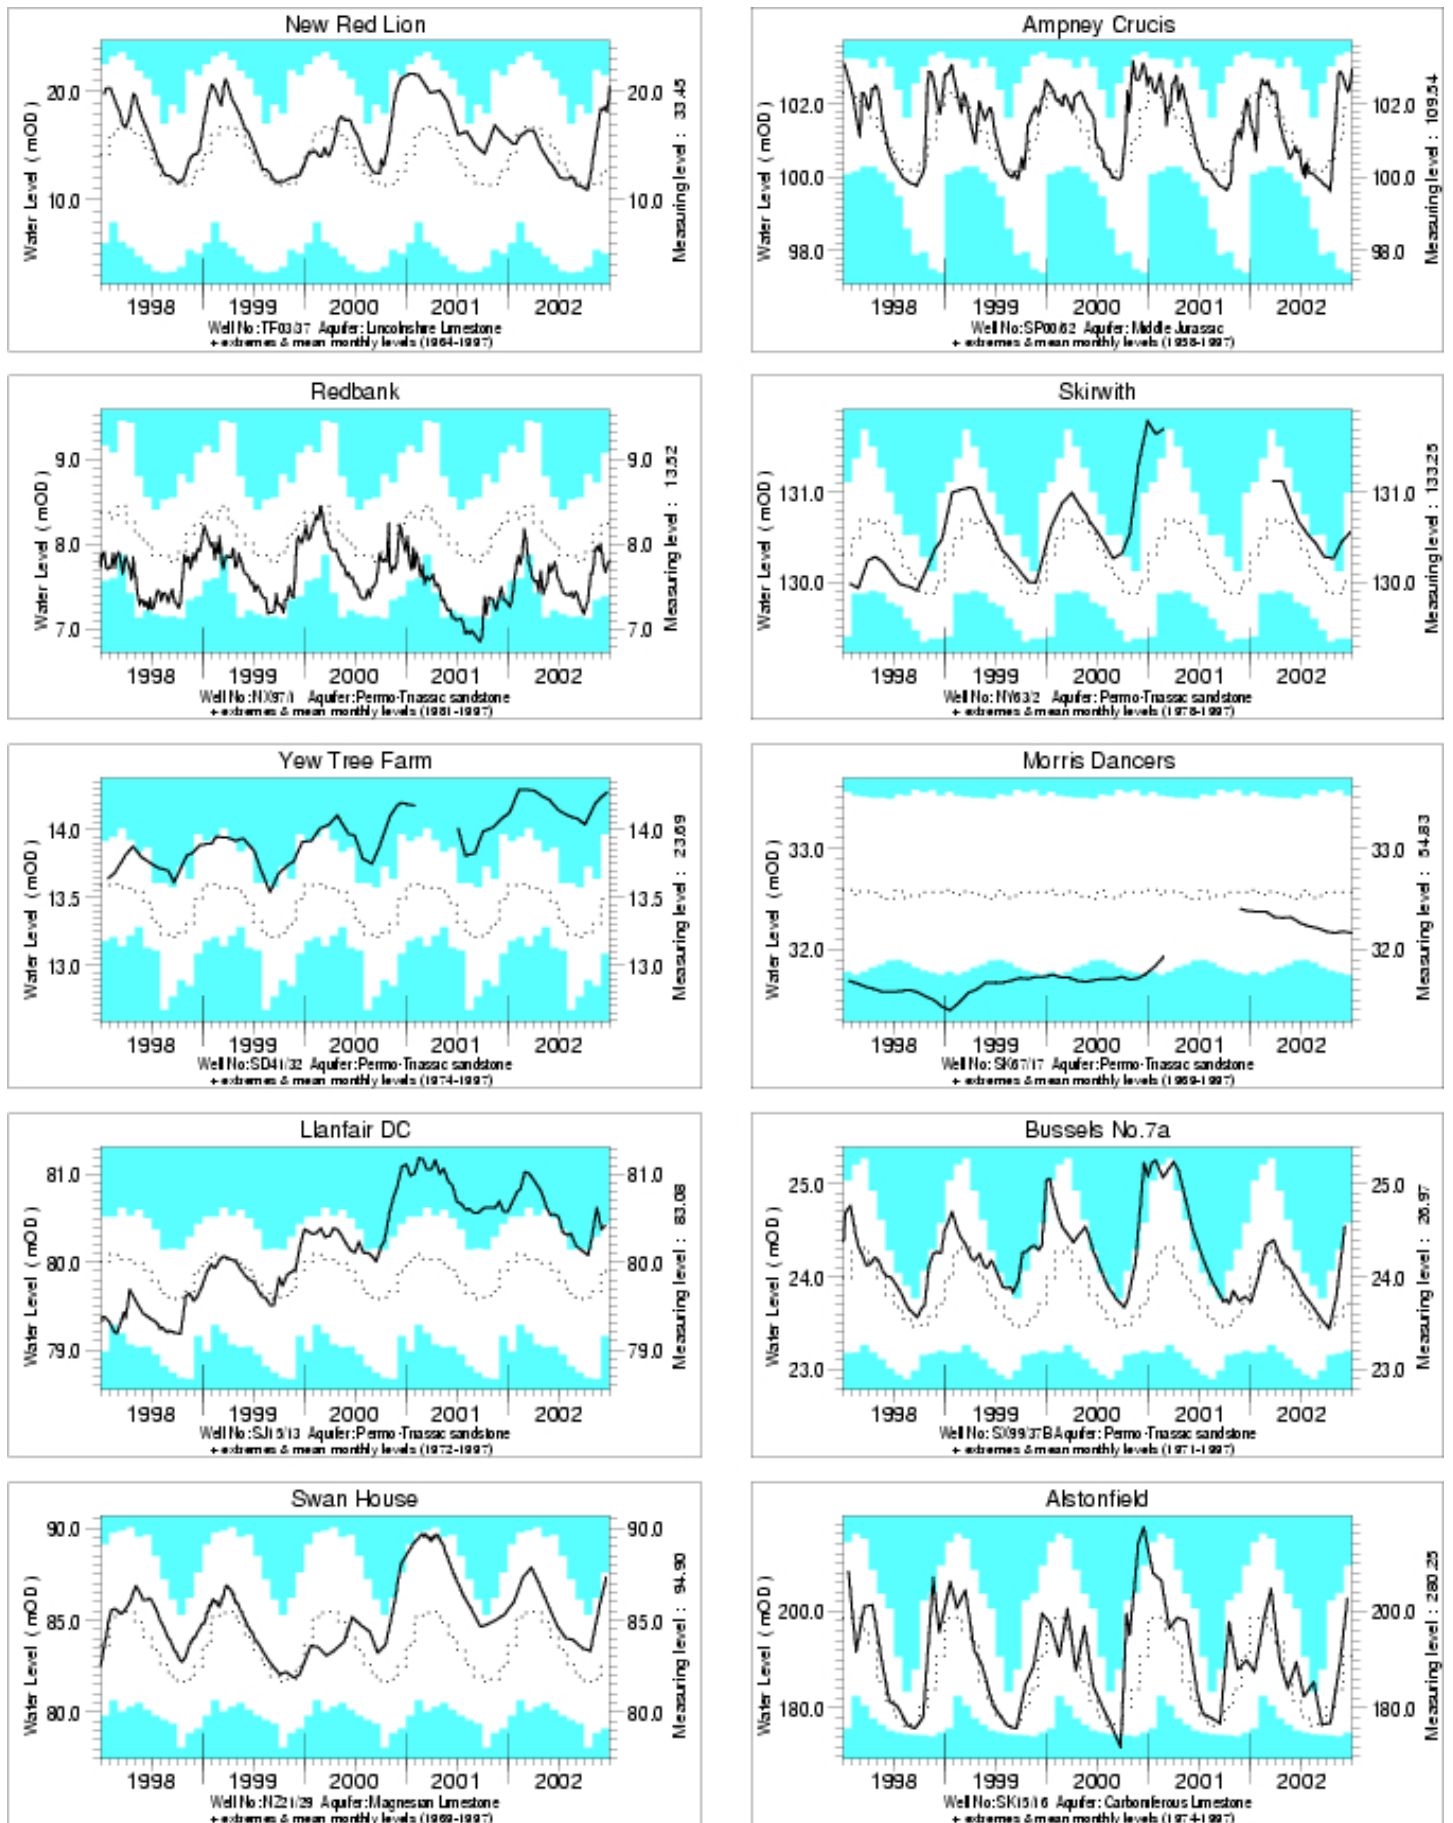 New Red Lion
Water Level ( mOD )
20.0
10.0
20.0
10.0
Measuring level : 33.45
1998 1999 2000 2001 2002
Well No:TF03/37 Aquifer: Lincolnshire Limestone
+ extremes & mean monthly levels (1964-1997)
Ampney Crucis
Water Level ( mOD )
102.0
100.0
98.0
102.0
100.0
98.0
Measuring level : 109.54
1998 1999 2000 2001 2002
Well No:SP00/62 Aquifer: Middle Jurassic
+ extremes & mean monthly levels (1958-1997)
Redbank
Water Level ( mOD )
9.0
8.0
7.0
9.0
8.0
7.0
Measuring level : 13.52
1998 1999 2000 2001 2002
Well No:NX97/1 Aquifer: Permo-Triassic sandstone
+ extremes & mean monthly levels (1981-1997)
Skirwith
Water Level ( mOD )
131.0
130.0
131.0
130.0
Measuring level : 133.25
1998 1999 2000 2001 2002
Well No:NY63/2 Aquifer: Permo-Triassic sandstone
+ extremes & mean monthly levels (1978-1997)
Yew Tree Farm
Water Level ( mOD )
14.0
13.5
13.0
14.0
13.5
13.0
Measuring level : 23.69
1998 1999 2000 2001 2002
Well No:SD41/32 Aquifer: Permo-Triassic sandstone
+ extremes & mean monthly levels (1974-1997)
Morris Dancers
Water Level ( mOD )
33.0
32.0
33.0
32.0
Measuring level : 54.83
1998 1999 2000 2001 2002
Well No:SK67/17 Aquifer: Permo-Triassic sandstone
+ extremes & mean monthly levels (1969-1997)
Llanfair DC
Water Level ( mOD )
81.0
80.0
79.0
81.0
80.0
79.0
Measuring level : 83.08
1998 1999 2000 2001 2002
Well No:SJ15/13 Aquifer: Permo-Triassic sandstone
+ extremes & mean monthly levels (1972-1997)
Bussels No.7a
Water Level ( mOD )
25.0
24.0
23.0
25.0
24.0
23.0
Measuring level : 26.97
1998 1999 2000 2001 2002
Well No: SX99/37B Aquifer: Permo-Triassic sandstone
+ extremes & mean monthly levels (1971-1997)
Swan House
Water Level ( mOD )
90.0
85.0
80.0
90.0
85.0
80.0
Measuring level : 94.90
1998 1999 2000 2001 2002
Well No:NZ21/29 Aquifer: Magnesian Limestone
+ extremes & mean monthly levels (1969-1997)
Alstonfield
Water Level ( mOD )
200.0
180.0
200.0
180.0
Measuring level : 280.25
1998 1999 2000 2001 2002
Well No:SK15/16 Aquifer: Carboniferous Limestone
+ extremes & mean monthly levels (1974-1997)